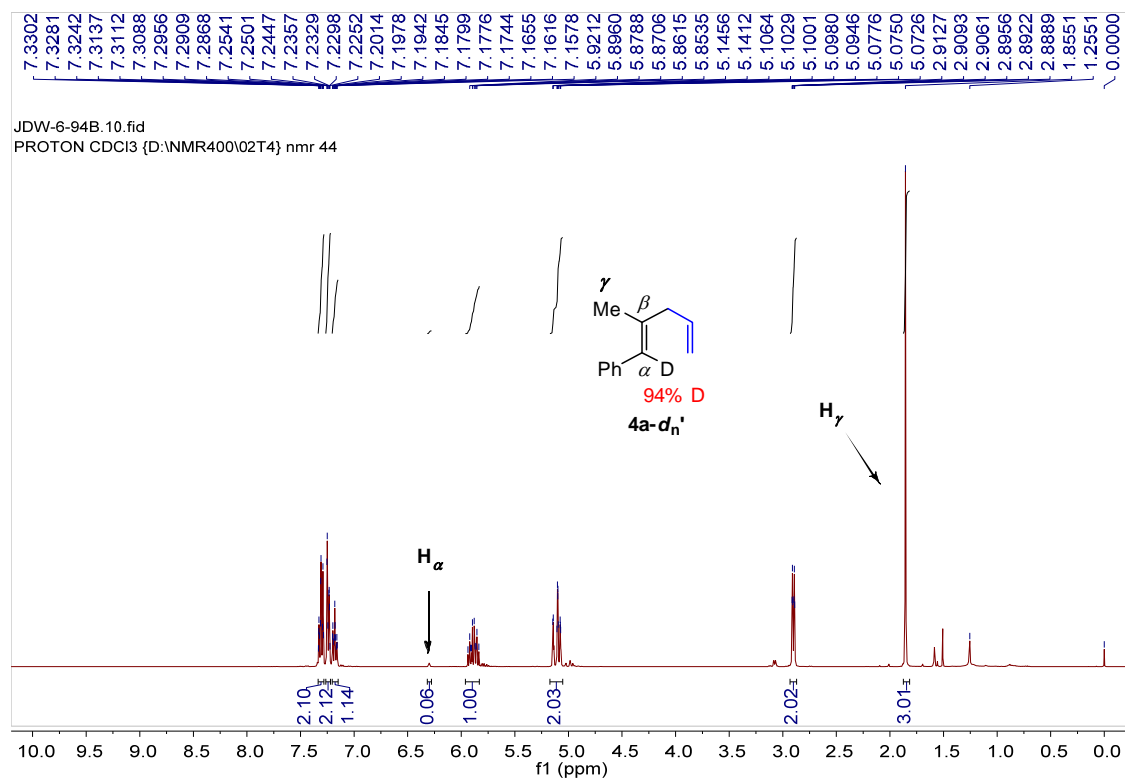 7.3302 7.3281 7.3242 7.3137 7.3112 7.3088 7.2956 7.2909 7.2868 7.2541 7.2501 7.2447 7.2357 7.2329 7.2298 7.2252 7.2014 7.1978 7.1942 7.1845 7.1799 7.1776 7.1744 7.1616 7.1578 5.9212 5.8960 5.8788 5.8706 5.8615 5.8535 5.1456 5.1412 5.1064 5.1029 5.1001 5.0980 5.0946 5.0776 5.0750 5.0726 2.9127 2.9093 2.9061 2.8956 2.8922 2.8889 1.8551 1.2551 0.0000
JDW-6-94B.10.fid
PROTON CDCl3 {D:\NMR400\02T4} nmr 44
γ
Me β
Ph α D
94% D
4a-dn'
Hγ
Hα
2.10 2.12 1.14 0.06 1.00 2.03 2.02 3.01
10.0 9.5 9.0 8.5 8.0 7.5 7.0 6.5 6.0 5.5 5.0 4.5 4.0 3.5 3.0 2.5 2.0 1.5 1.0 0.5 0.0
f1 (ppm)